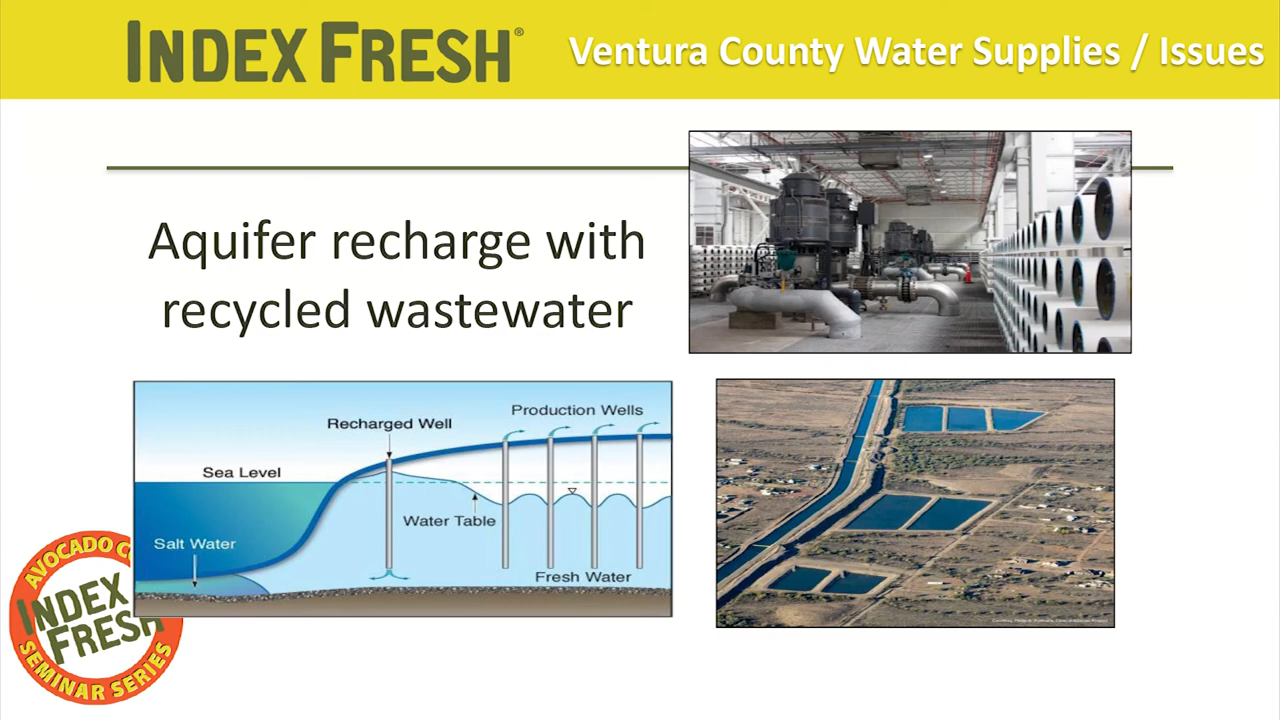 INDEX FRESH®
Ventura County Water Supplies / Issues
Aquifer recharge with
recycled wastewater
Production Wells
Recharged Well
Sea Level
Water Table
Salt Water
Fresh Water
AVOCADO
INDEX
FRESH
SEMINAR SERIES